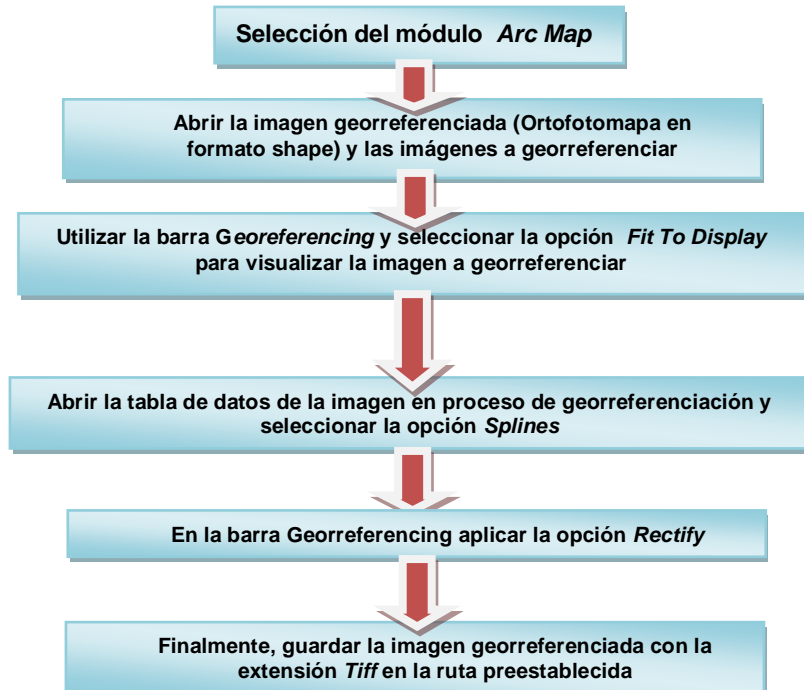 Selección del módulo Arc Map
Abrir la imagen georreferenciada (Ortofotomapa en
formato shape) y las imágenes a georreferenciar
Utilizar la barra Georeferencing y seleccionar la opción Fit To Display
para visualizar la imagen a georreferenciar
Abrir la tabla de datos de la imagen en proceso de georreferenciación y
seleccionar la opción Splines
En la barra Georreferencing aplicar la opción Rectify
Finalmente, guardar la imagen georreferenciada con la
extensión Tiff en la ruta preestablecida